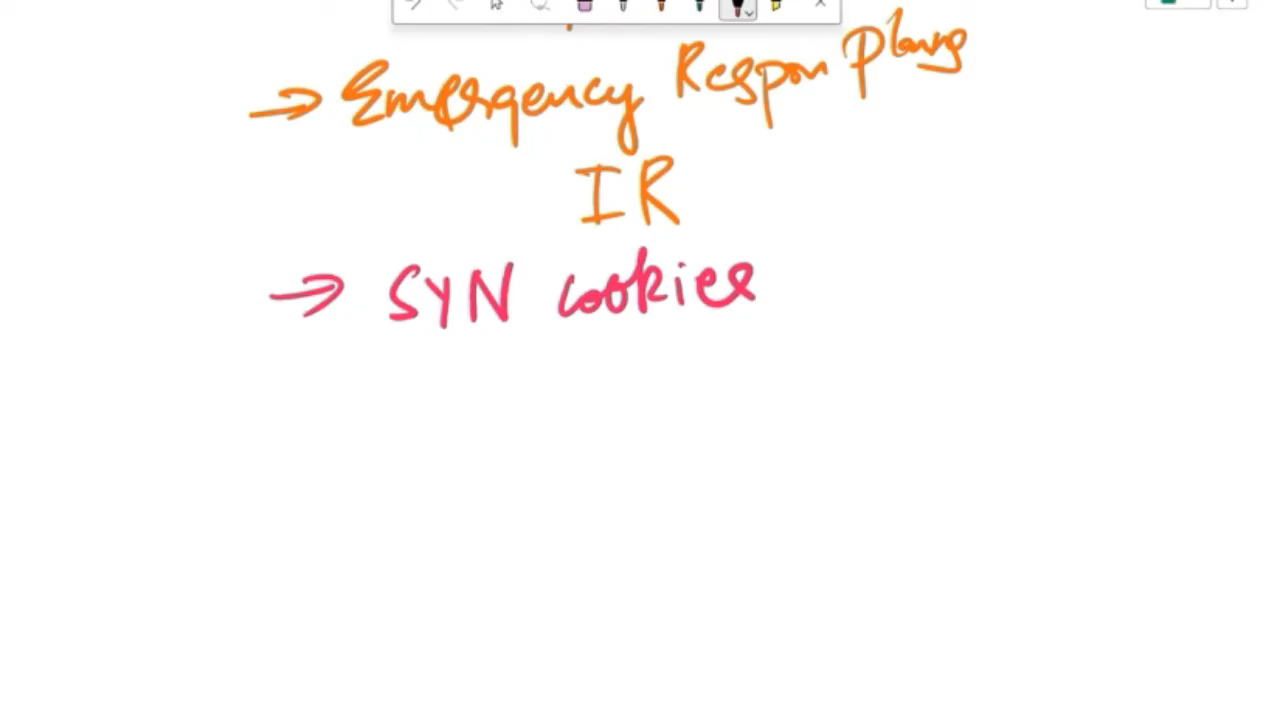 → Emergency Respon Plans
IR
→ SYN cookies